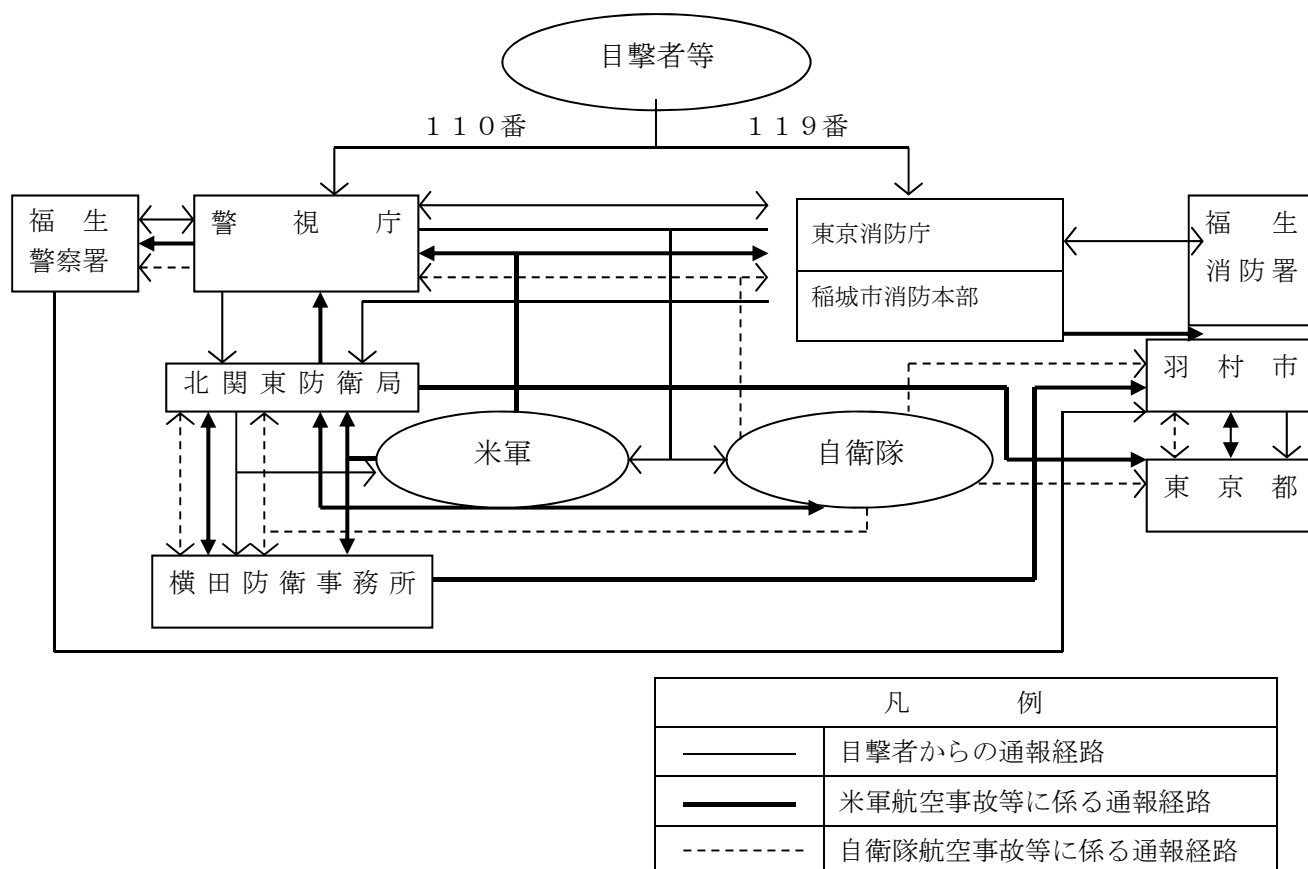 目撃者等
１１０番
１１９番
福生
警察署
警視庁
東京消防庁
稲城市消防本部
福生
消防署
北関東防衛局
羽村市
米軍
自衛隊
東京都
横田防衛事務所
凡例
目撃者からの通報経路
米軍航空事故等に係る通報経路
自衛隊航空事故等に係る通報経路